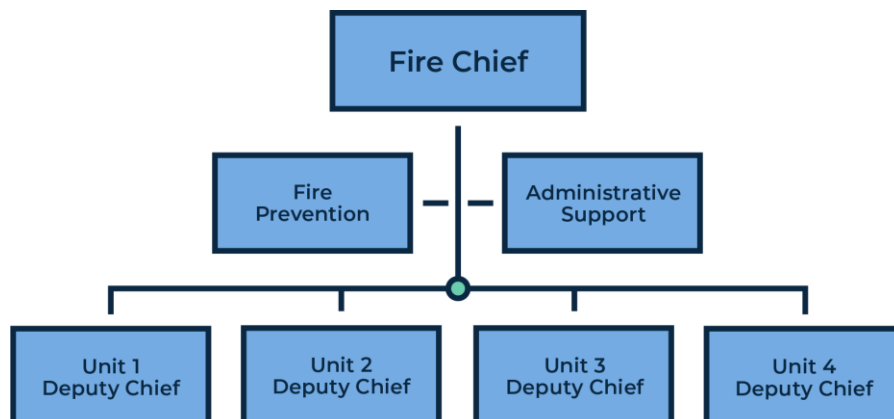 Fire Chief
Fire
Prevention
Administrative
Support
Unit 1
Deputy Chief
Unit 2
Deputy Chief
Unit 3
Deputy Chief
Unit 4
Deputy Chief